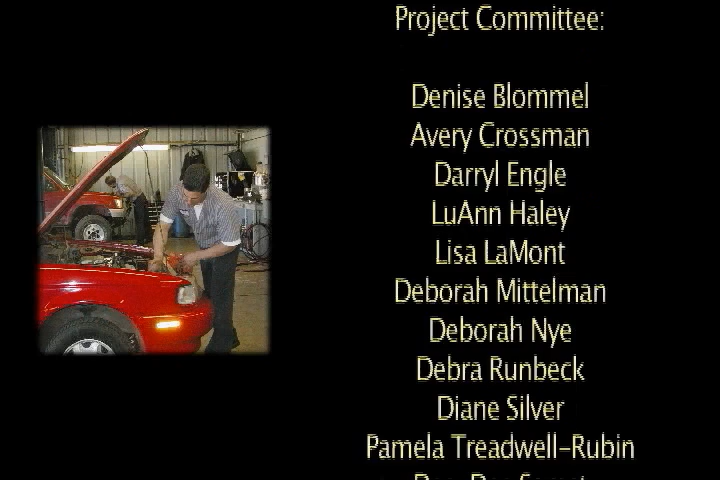 Project Committee:
Denise Blommel
Avery Crossman
Darryl Engle
LuAnn Haley
Lisa LaMont
Deborah Mittelman
Deborah Nye
Debra Runbeck
Diane Silver
Pamela Treadwell-Rubin